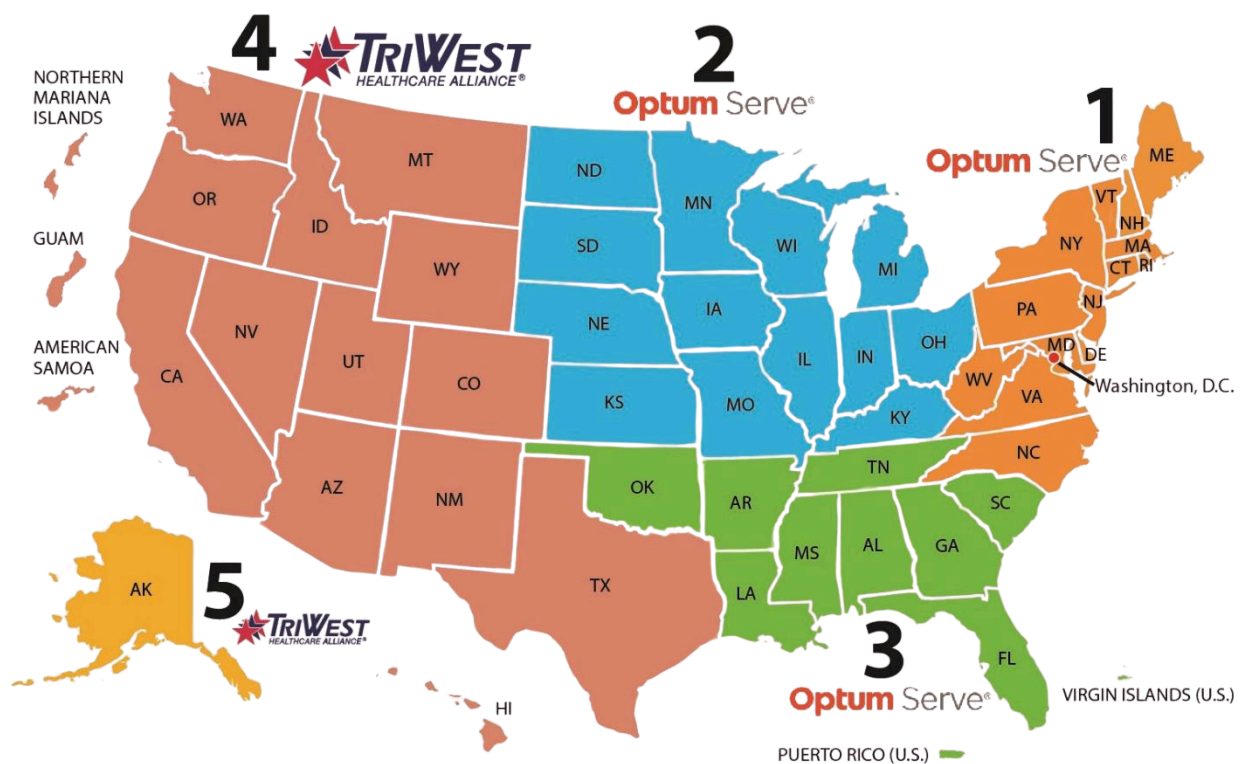 4
TRIWEST
HEALTHCARE ALLIANCE®
2
Optum Serve®
1
Optum Serve®
NORTHERN
MARIANA
ISLANDS
GUAM
AMERICAN
SAMOA
WA
OR
ID
MT
WY
CA
NV
UT
CO
AZ
NM
TX
ND
SD
NE
KS
MN
IA
MO
WI
IL
IN
MI
OH
KY
ME
VT
NH
NY
MA
CT
RI
PA
NJ
MD
DE
Washington, D.C.
WV
VA
NC
OK
AR
TN
SC
MS
AL
GA
LA
FL
AK
5
TRIWEST
HEALTHCARE ALLIANCE®
HI
3
Optum Serve®
VIRGIN ISLANDS (U.S.)
PUERTO RICO (U.S.)